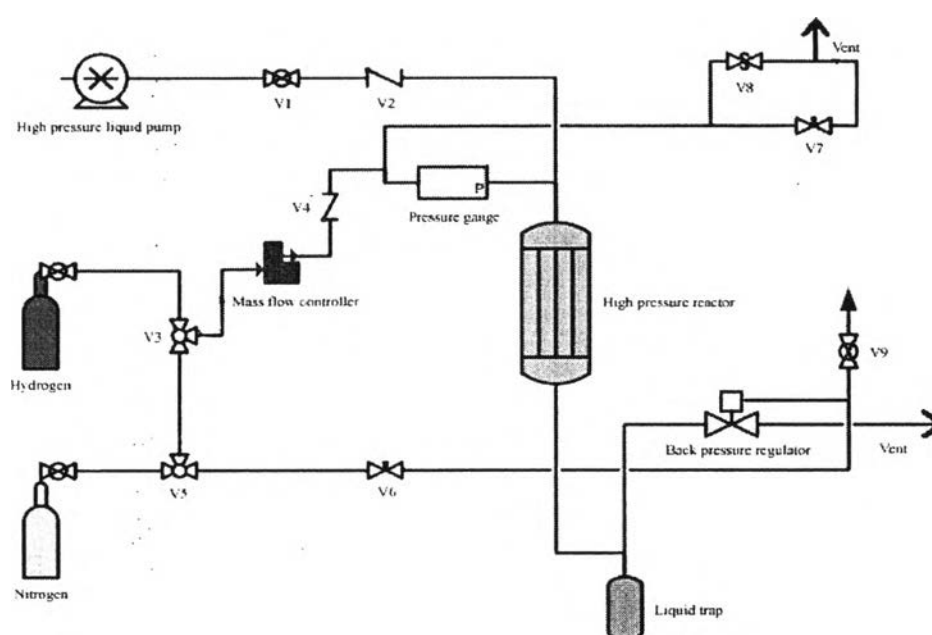 Vent
V8
V1
V2
High pressure liquid pump
V7
V4
P
Pressure gange
Mass flow controller
High pressure reactor
V3
V9
Hydrogen
Back pressure regulator
Vent
V5
V6
Nitrogen
Liquid trap